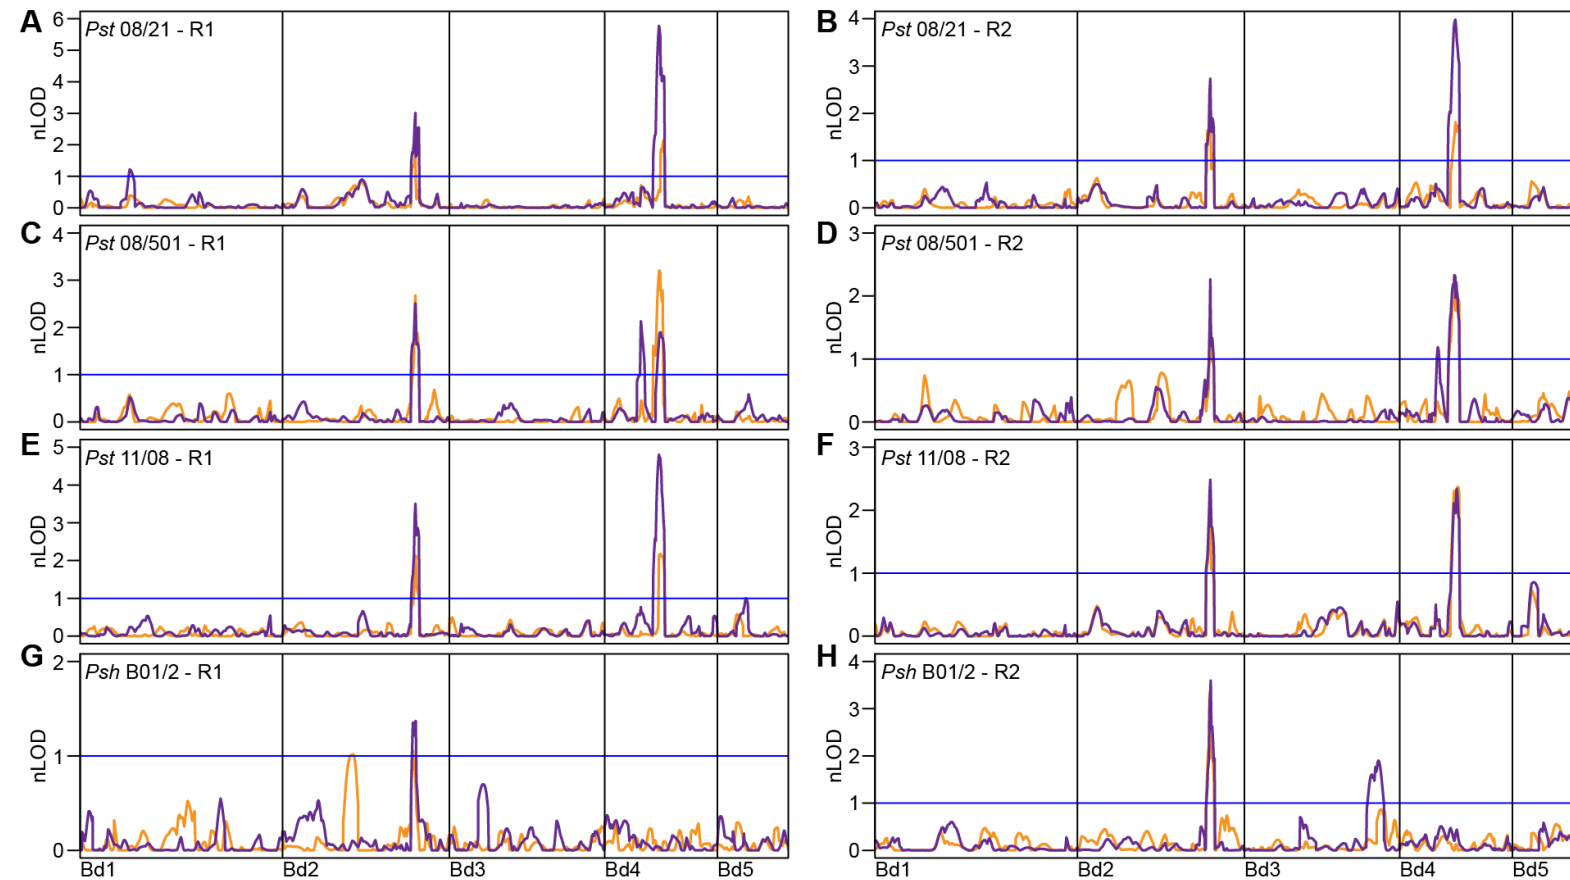 A
Pst 08/21 - R1
nLOD
6
5
4
3
2
1
0
B
Pst 08/21 - R2
nLOD
4
3
2
1
0
C
Pst 08/501 - R1
nLOD
4
3
2
1
0
D
Pst 08/501 - R2
nLOD
3
2
1
0
E
Pst 11/08 - R1
nLOD
5
4
3
2
1
0
F
Pst 11/08 - R2
nLOD
3
2
1
0
G
Psh B01/2 - R1
nLOD
2
1
0
Bd1 Bd2 Bd3 Bd4 Bd5
H
Psh B01/2 - R2
nLOD
4
3
2
1
0
Bd1 Bd2 Bd3 Bd4 Bd5